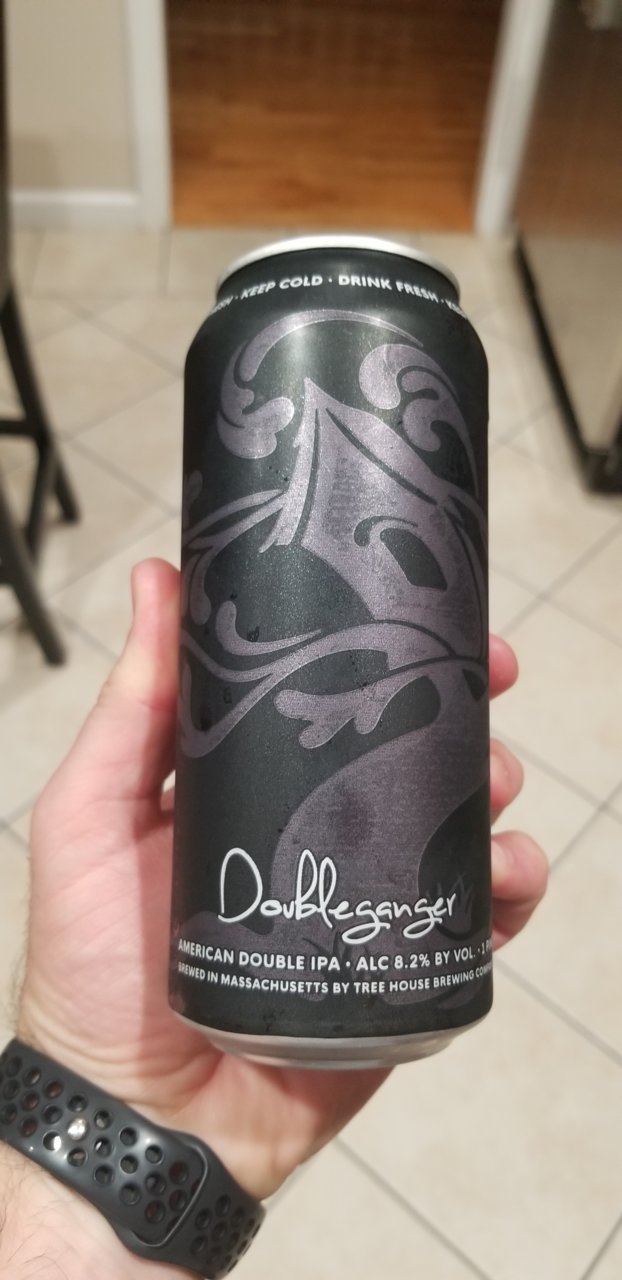 KEEP COLD · DRINK FRESH ·
Doubleganger
AMERICAN DOUBLE IPA · ALC 8.2% BY VOL. · 1
BREWED IN MASSACHUSETTS BY TREE HOUSE BREWING